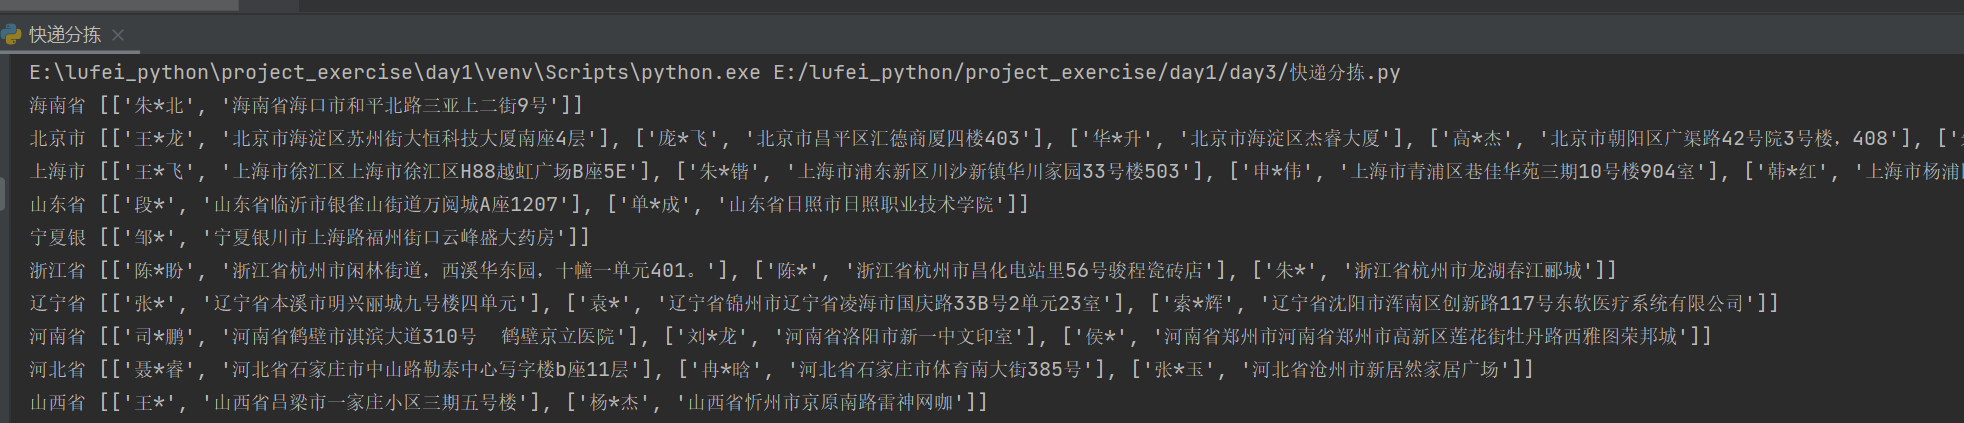 快递分拣
E:\lufei_python\project_exercise\day1\venv\Scripts\python.exe E:/lufei_python/project_exercise/day1/day3/快递分拣.py
海南省 [['朱*北', '海南省海口市和平北路三亚上二街9号']]
北京市 [['王*龙', '北京市海淀区苏州街大恒科技大厦南座4层'], ['庞*飞', '北京市昌平区汇德商厦四楼403'], ['华*升', '北京市海淀区杰睿大厦'], ['高*杰', '北京市朝阳区广渠路42号院3号楼，408'], ['
上海市 [['王*飞', '上海市徐汇区上海市徐汇区H88越虹广场B座5E'], ['朱*锴', '上海市浦东新区川沙新镇华川家园33号楼503'], ['申*伟', '上海市青浦区巷佳华苑三期10号楼904室'], ['韩*红', '上海市杨浦
山东省 [['段*', '山东省临沂市银雀山街道万阅城A座1207'], ['单*成', '山东省日照市日照职业技术学院']]
宁夏银 [['邹*', '宁夏银川市上海路福州街口云峰盛大药房']]
浙江省 [['陈*盼', '浙江省杭州市闲林街道，西溪华东园，十幢一单元401。'], ['陈*', '浙江省杭州市昌化电站里56号骏程瓷砖店'], ['朱*', '浙江省杭州市龙湖春江郦城']]
辽宁省 [['张*', '辽宁省本溪市明兴丽城九号楼四单元'], ['袁*', '辽宁省锦州市辽宁省凌海市国庆路33B号2单元23室'], ['索*辉', '辽宁省沈阳市浑南区创新路117号东软医疗系统有限公司']]
河南省 [['司*鹏', '河南省鹤壁市淇滨大道310号  鹤壁京立医院'], ['刘*龙', '河南省洛阳市新一中文印室'], ['侯*', '河南省郑州市河南省郑州市高新区莲花街牡丹路西雅图荣邦城']]
河北省 [['聂*睿', '河北省石家庄市中山路勒泰中心写字楼b座11层'], ['冉*晗', '河北省石家庄市体育南大街385号'], ['张*玉', '河北省沧州市新居然家居广场']]
山西省 [['王*', '山西省吕梁市一家庄小区三期五号楼'], ['杨*杰', '山西省忻州市京原南路雷神网咖']]